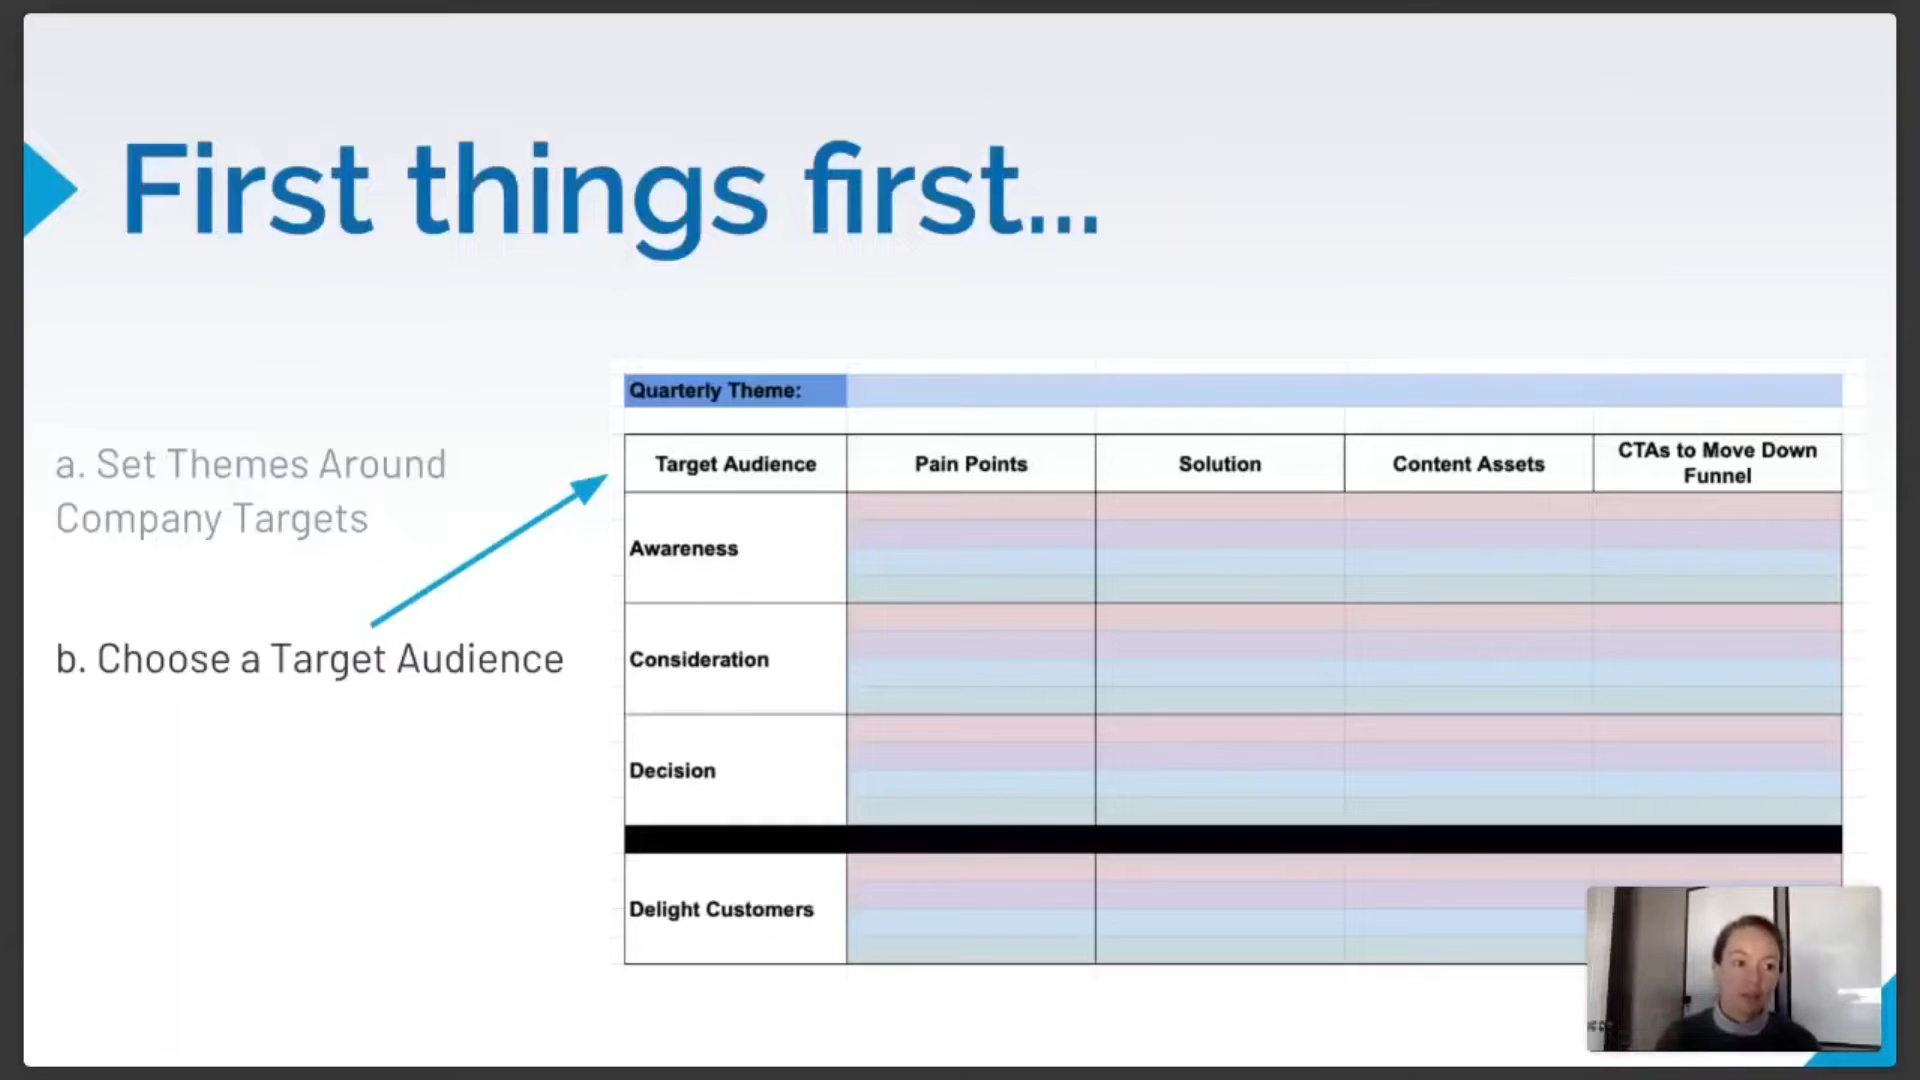 First things first...
a. Set Themes Around
Company Targets
b. Choose a Target Audience
Quarterly Theme:
Target Audience
Pain Points
Solution
Content Assets
CTAs to Move Down
Funnel
Awareness
Consideration
Decision
Delight Customers